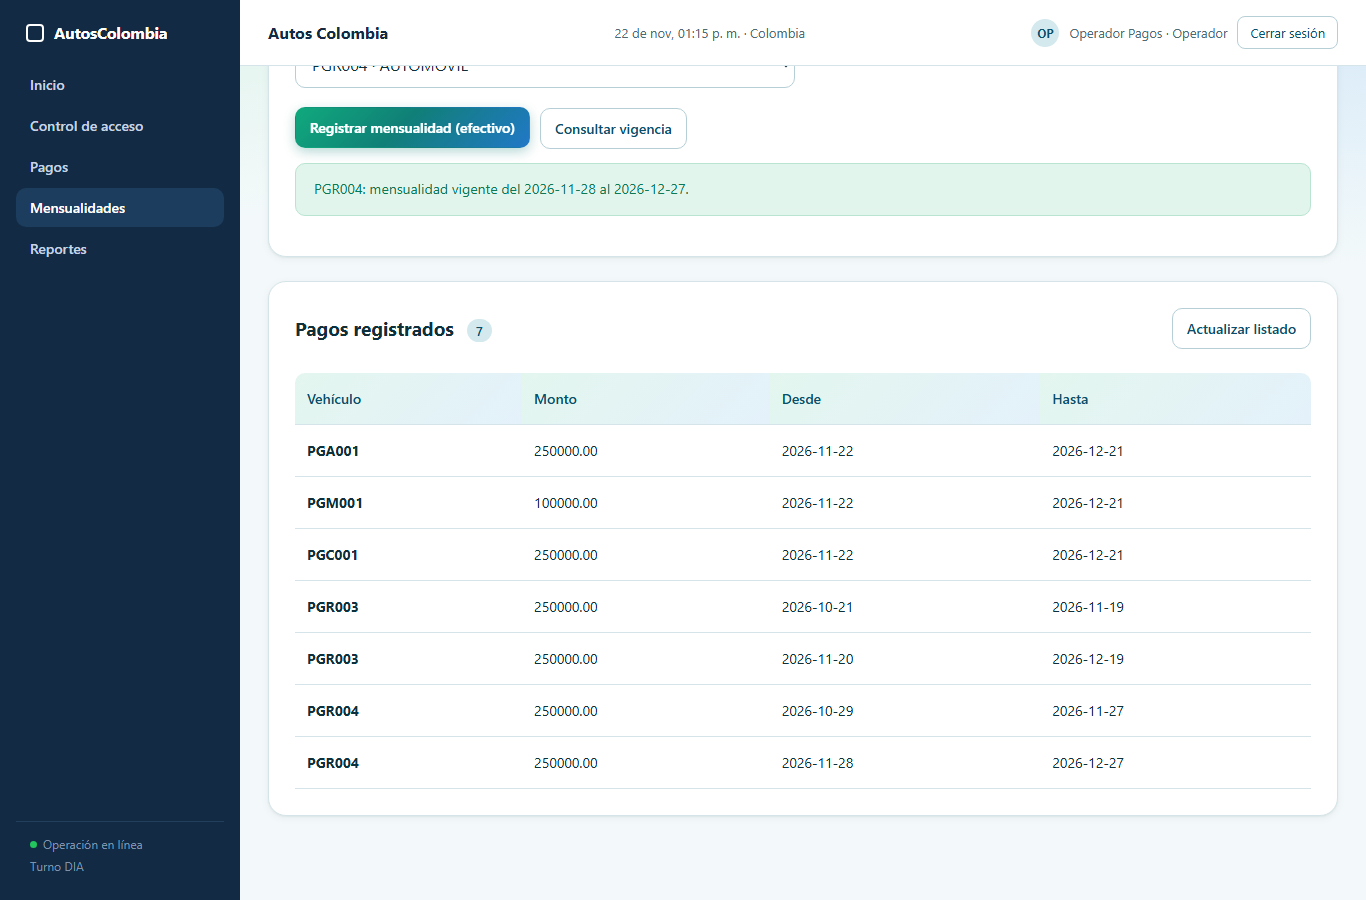 AutosColombia
Inicio
Control de acceso
Pagos
Mensualidades
Reportes
Operación en línea
Turno DIA
Autos Colombia
22 de nov, 01:15 p. m. · Colombia
OP
Operador Pagos · Operador
Cerrar sesión
PGR004 · AUTOMOVIL
Registrar mensualidad (efectivo)
Consultar vigencia
PGR004: mensualidad vigente del 2026-11-28 al 2026-12-27.
Pagos registrados 7
Actualizar listado
Vehículo Monto Desde Hasta
PGA001 250000.00 2026-11-22 2026-12-21
PGM001 100000.00 2026-11-22 2026-12-21
PGC001 250000.00 2026-11-22 2026-12-21
PGR003 250000.00 2026-10-21 2026-11-19
PGR003 250000.00 2026-11-20 2026-12-19
PGR004 250000.00 2026-10-29 2026-11-27
PGR004 250000.00 2026-11-28 2026-12-27